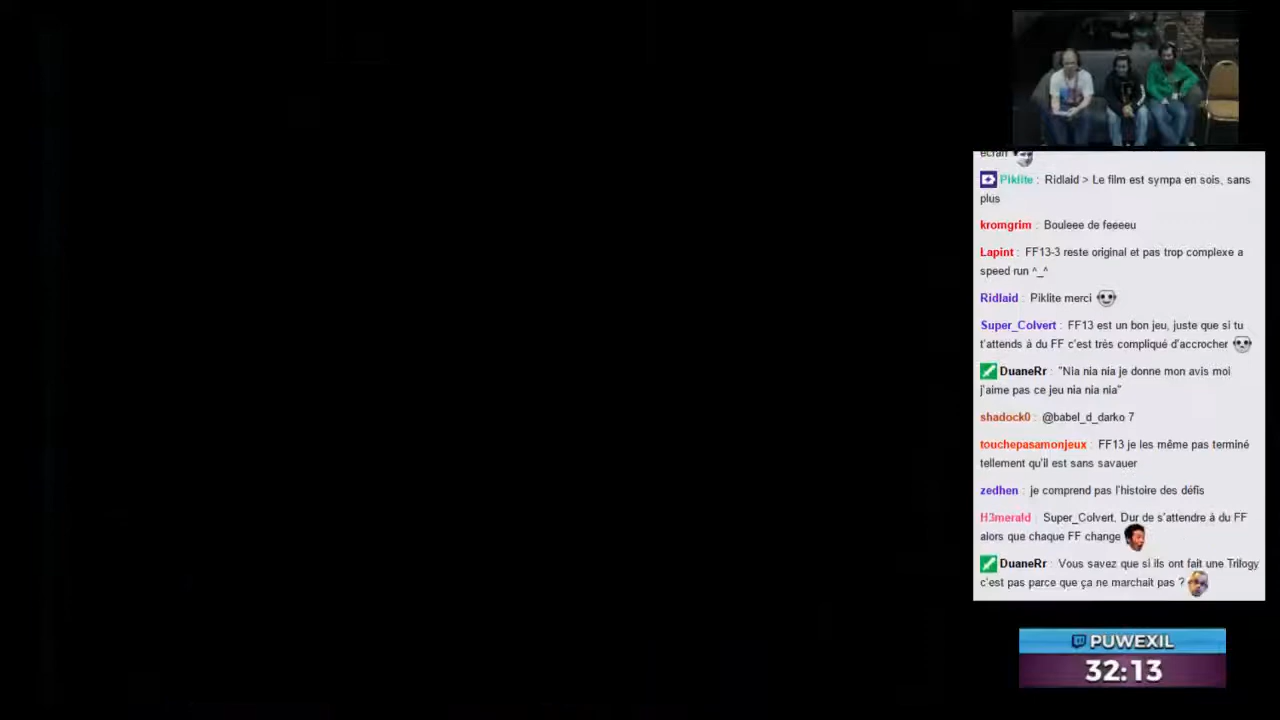 Piklite : Ridlaid > Le film est sympa en sois, sans
plus
kromgrim : Bouleee de feeeeu
Lapint : FF13-3 reste original et pas trop complexe a
speed run ^_^
Ridlaid : Piklite merci
Super_Colvert : FF13 est un bon jeu, juste que si tu
t'attends à du FF c'est très compliqué d'accrocher
DuaneRr : "Nia nia nia je donne mon avis moi
j'aime pas ce jeu nia nia nia"
shadock0 : @babel_d_darko 7
touchepasamonjeux : FF13 je les même pas terminé
tellement qu'il est sans savauer
zedhen : je comprend pas l'histoire des défis
H3merald : Super_Colvert, Dur de s'attendre à du FF
alors que chaque FF change
DuaneRr : Vous savez que si ils ont fait une Trilogy
c'est pas parce que ça ne marchait pas ?
PUWEXIL
32:13